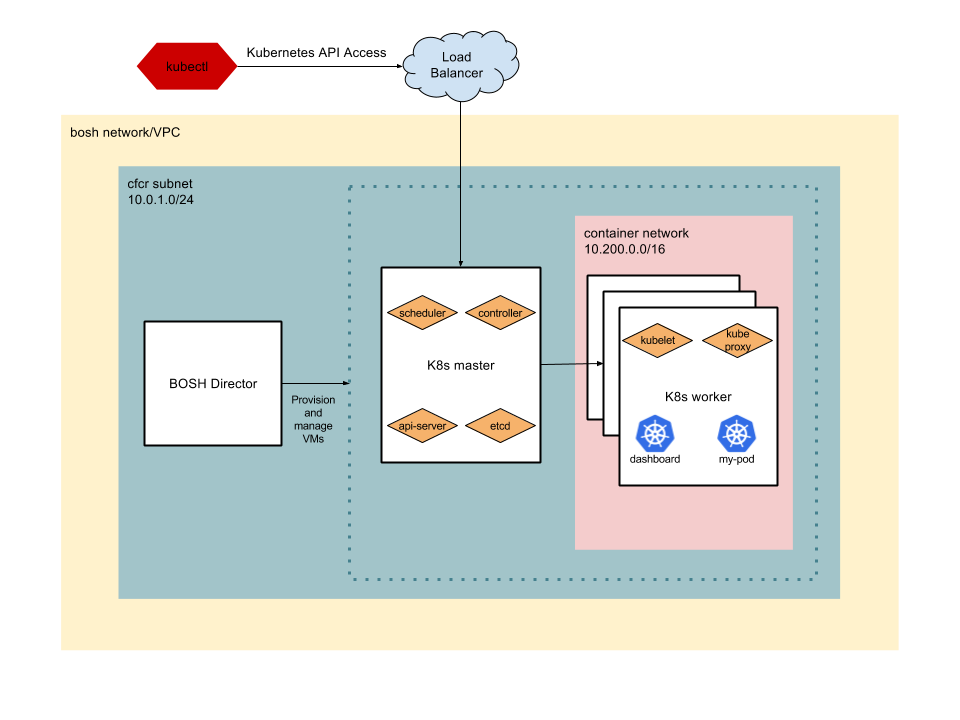 kubectl
Kubernetes API Access
Load
Balancer
bosh network/VPC
cfcr subnet
10.0.1.0/24
container network
10.200.0.0/16
scheduler
controller
kubelet
kube
proxy
K8s master
BOSH Director
Provision
and
manage
VMs
K8s worker
api-server
etcd
dashboard
my-pod